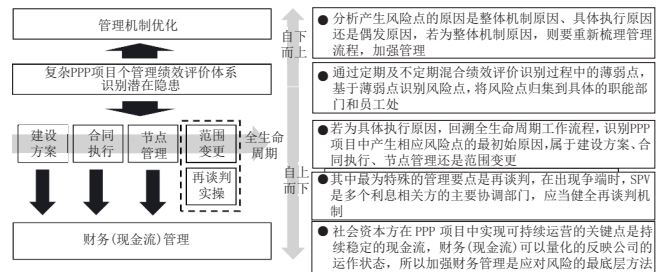 管理机制优化
复杂PPP项目个管理绩效评价体系
识别潜在隐患
建设
方案
合同
执行
节点
管理
范围
变更
全生命
周期
再谈判
实操
财务(现金流)管理
自下
而上
自上
而下
●分析产生风险点的原因是整体机制原因、具体执行原因
还是偶发原因，若为整体机制原因，则要重新梳理管理
流程，加强管理
●通过定期及不定期混合绩效评价识别过程中的薄弱点，
基于薄弱点识别风险点，将风险点归集到具体的职能部
门和员工处
●若为具体执行原因，回溯全生命周期工作流程，识别PPP
项目中产生相应风险点的最初始原因,属于建设方案、合
同执行、节点管理还是范围变更
●其中最为特殊的管理要点是再谈判，在出现争端时，SPV
是多个利息相关方的主要协调部门，应当健全再谈判机
制
●社会资本方在 PPP 项目中实现可持续运营的关键点是持
续稳定的现金流，财务(现金)可以量化的反映公司的
运作状态，所以加强财务管理是应对风险的最底层方法